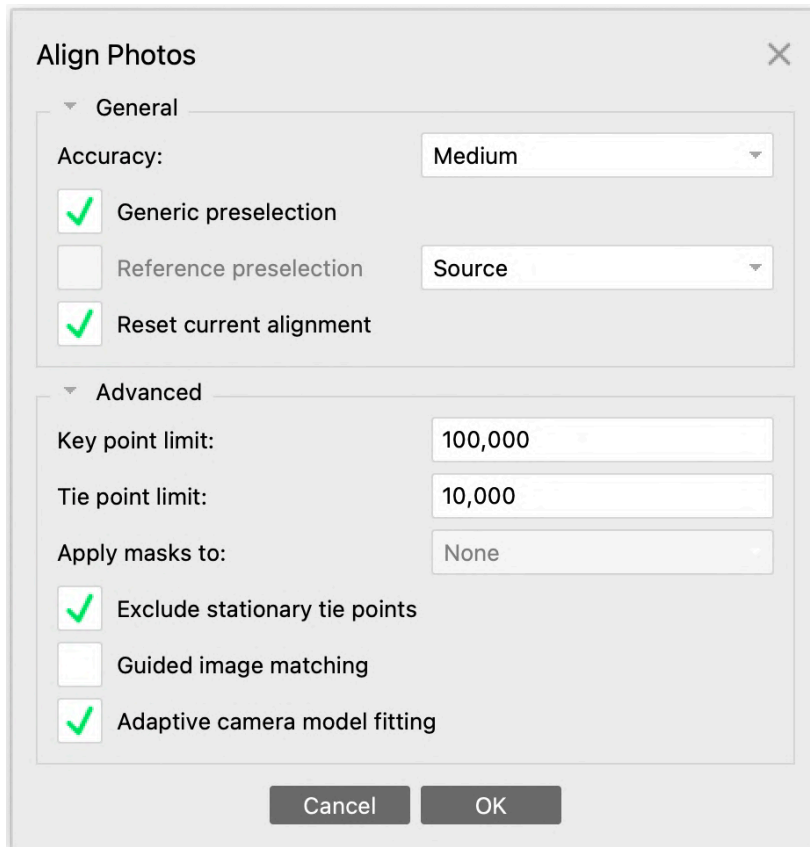 Align Photos
General
Accuracy: Medium
Generic preselection
Reference preselection Source
Reset current alignment
Advanced
Key point limit: 100,000
Tie point limit: 10,000
Apply masks to: None
Exclude stationary tie points
Guided image matching
Adaptive camera model fitting
Cancel OK